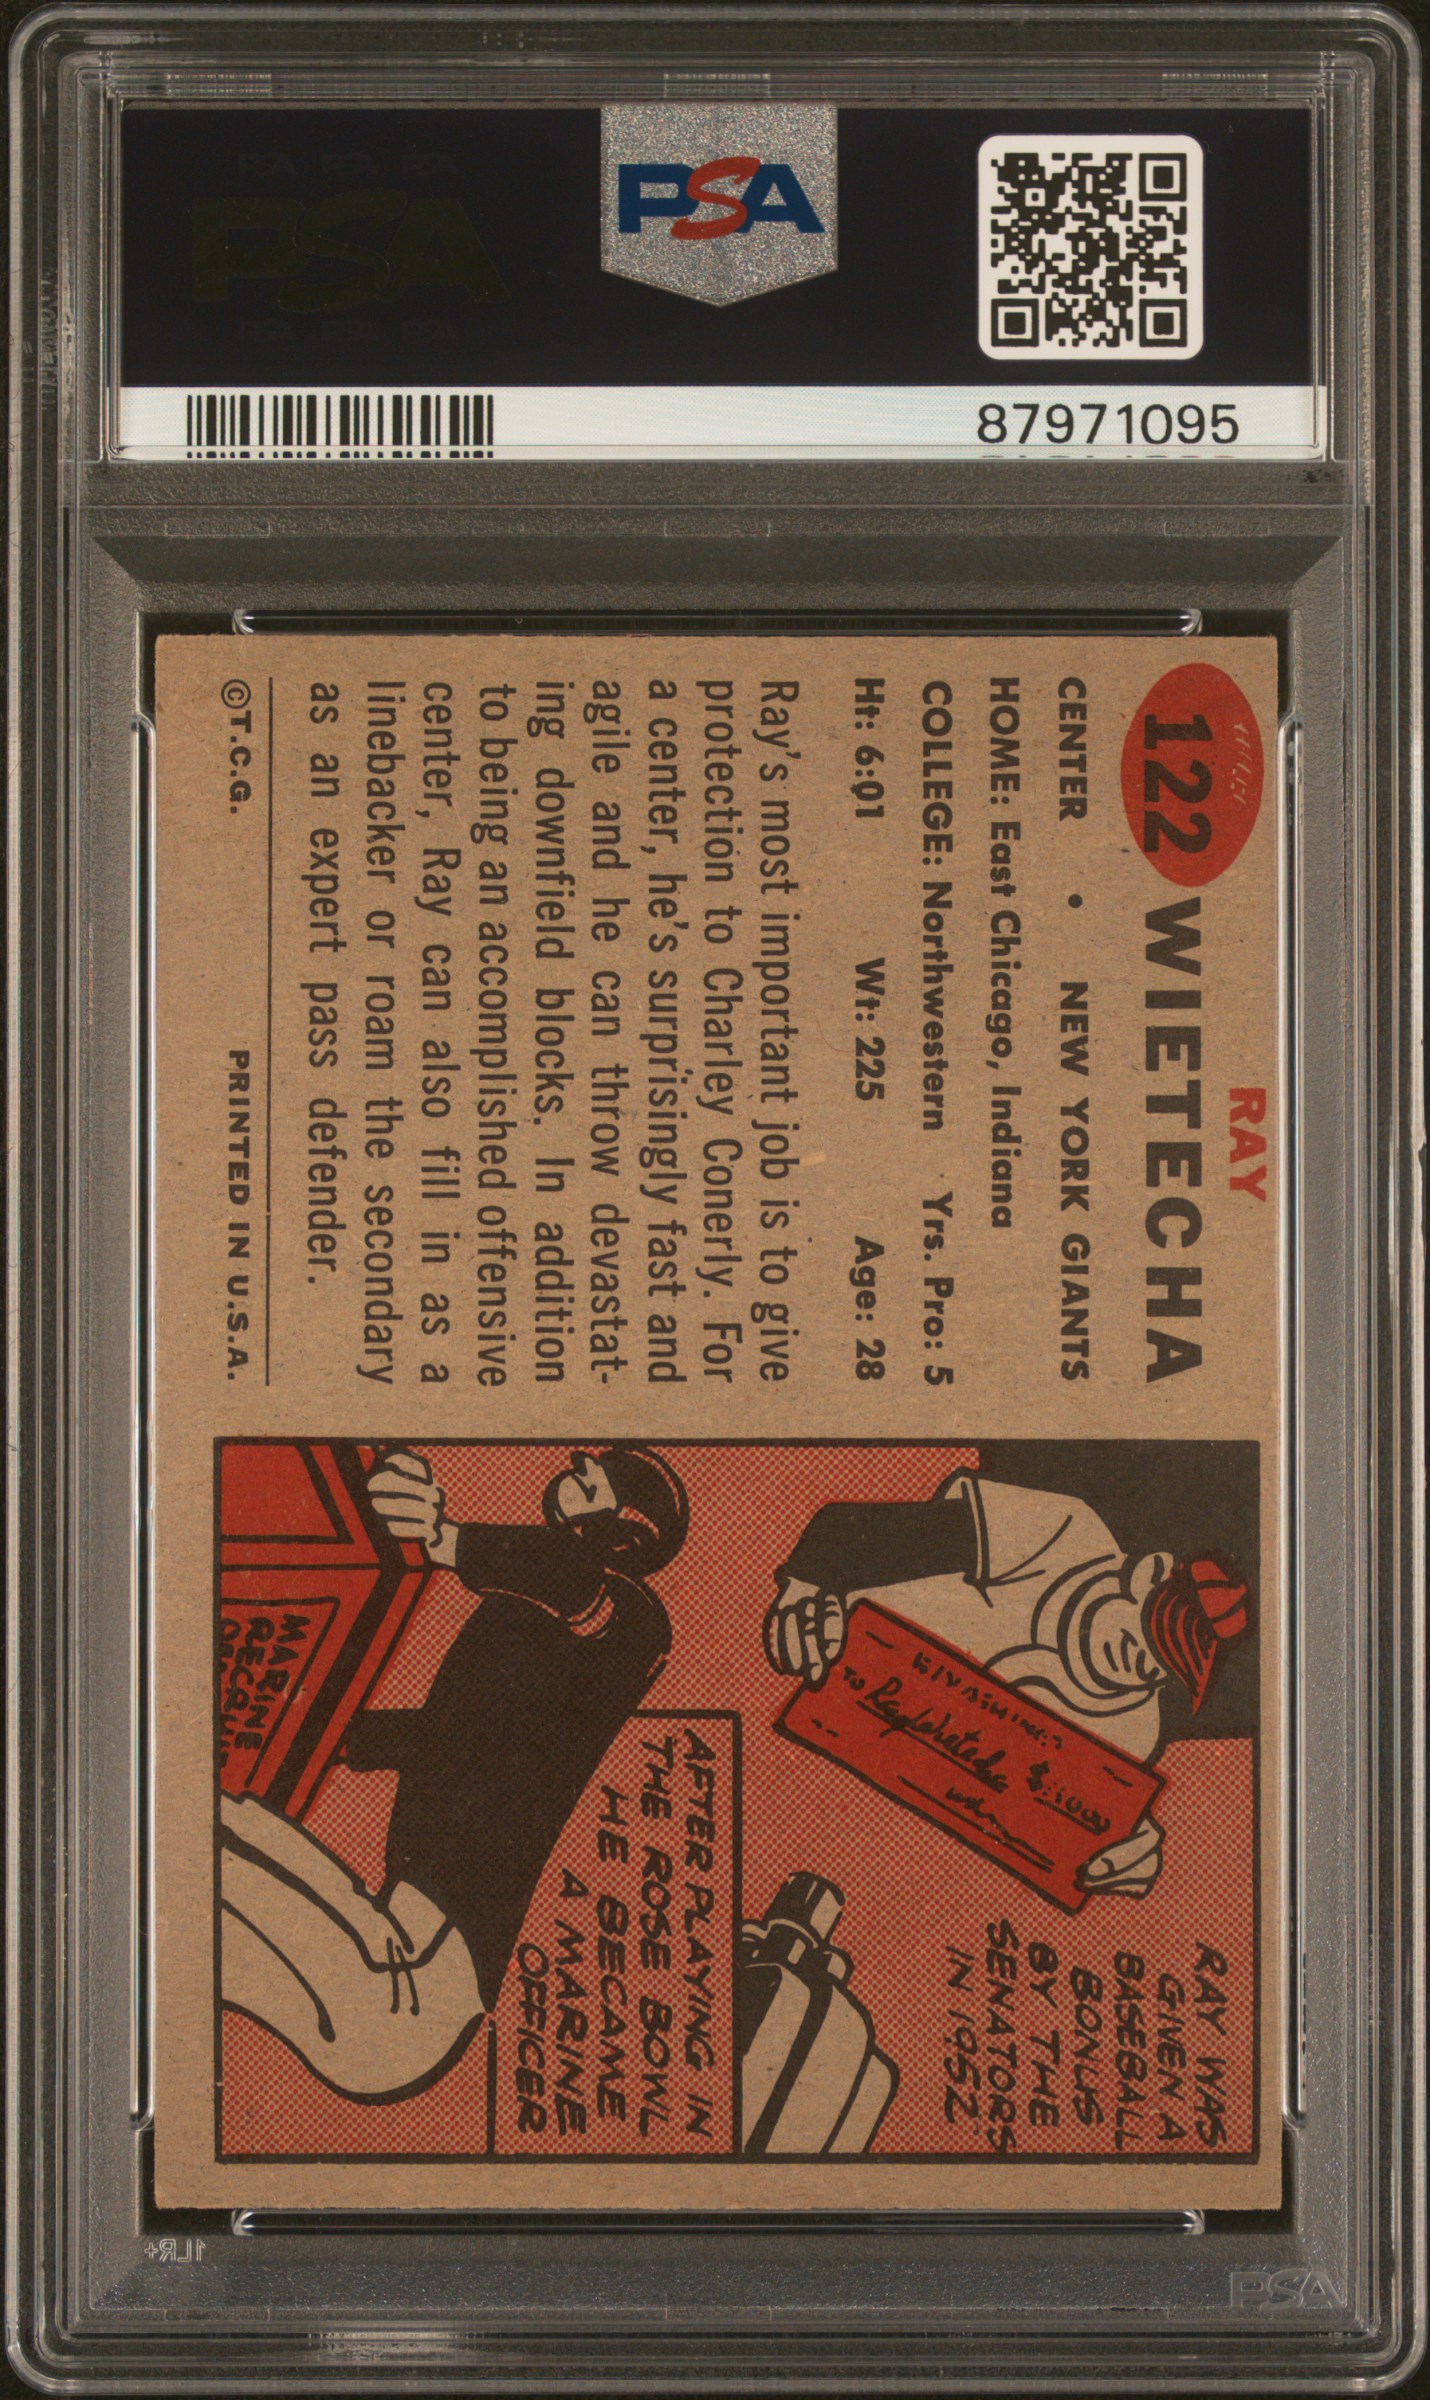 PSA
87971095
RAY
122 WIETECHA
CENTER • NEW YORK GIANTS
HOME: East Chicago, Indiana
COLLEGE: Northwestern Yrs. Pro: 5
Ht: 6:01 Wt: 225 Age: 28
Ray's most important job is to give
protection to Charley Conerly. For
a center, he's surprisingly fast and
agile and he can throw devastat-
ing downfield blocks. In addition
to being an accomplished offensive
center, Ray can also fill in as a
linebacker or roam the secondary
as an expert pass defender.
©T.C.G. PRINTED IN U.S.A.
RAY WAS
GIVEN A
BASEBALL
BONUS
BY THE
SENATORS
IN 1952
TO
AFTER PLAYING IN
THE ROSE BOWL
HE BECAME
A MARINE
OFFICER
MARINE
1LR+
PSA